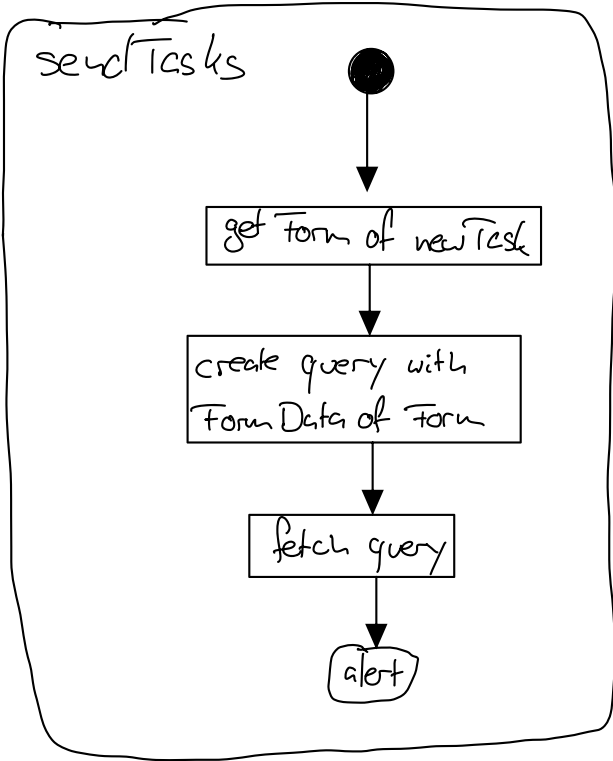 sendTasks
get Form of newTask
create query with
FormData of Form
fetch query
alert